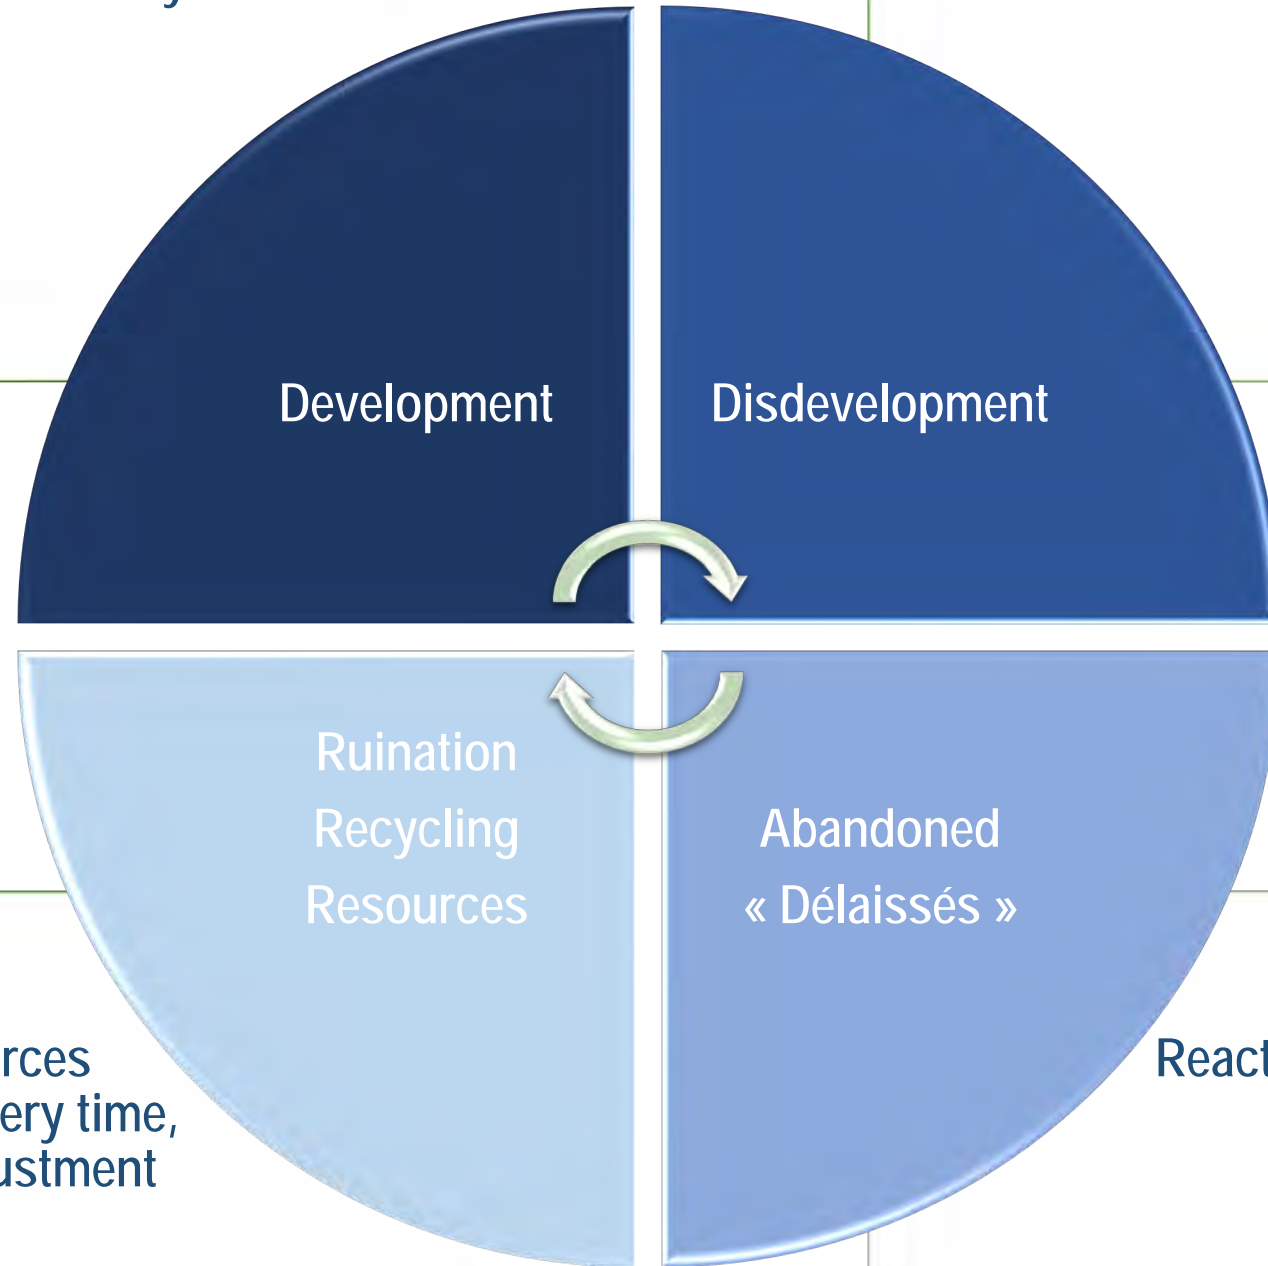 Development
Disdevelopment
Ruination
Recycling
Resources
Abandoned
« Délaissés »
rces
ery time,
ustment
React